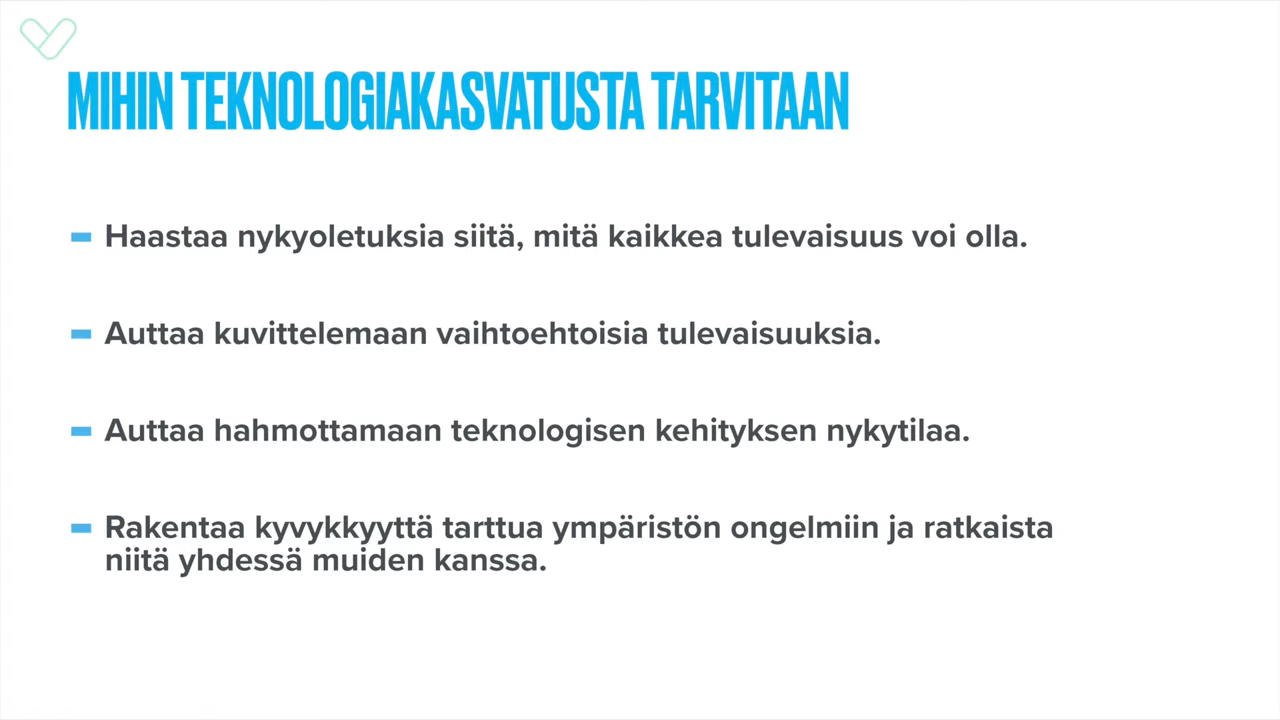 MIHIN TEKNOLOGIAKASVATUSTA TARVITAAN
- Haastaa nykyoletuksia siitä, mitä kaikkea tulevaisuus voi olla.
- Auttaa kuvittelemaan vaihtoehtoisia tulevaisuuksia.
- Auttaa hahmottamaan teknologisen kehityksen nykytilaa.
- Rakentaa kyvykkyyttä tarttua ympäristön ongelmiin ja ratkaista
niitä yhdessä muiden kanssa.